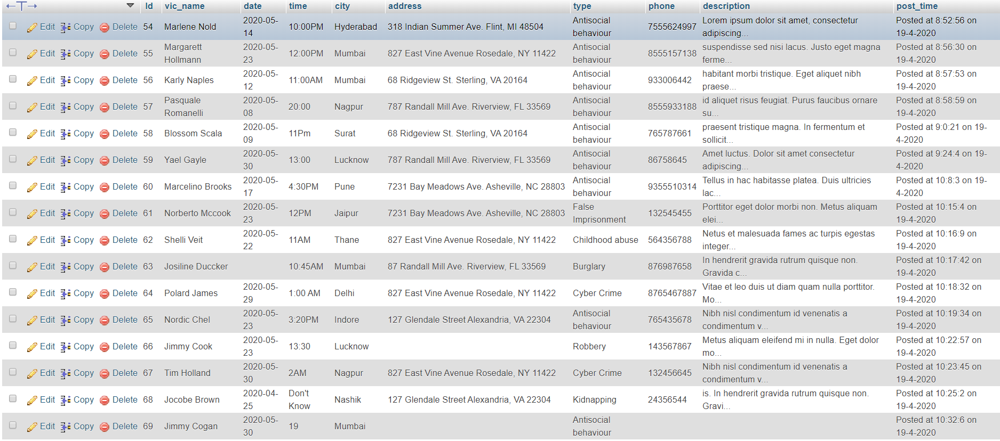 Id vic_name date time city address type phone description post_time
Edit Copy Delete 54 Marlene Nold 2020-05-14 10:00PM Hyderabad 318 Indian Summer Ave. Flint, MI 48504 Antisocial behaviour 7555624997 Lorem ipsum dolor sit amet, consectetur adipiscing... Posted at 8:52:56 on 19-4-2020
Edit Copy Delete 55 Margarett Hollmann 2020-05-23 12:00PM Mumbai 827 East Vine Avenue Rosedale, NY 11422 Antisocial behaviour 8555157138 suspendisse sed nisi lacus. Justo eget magna ferme... Posted at 8:56:30 on 19-4-2020
Edit Copy Delete 56 Karly Naples 2020-05-12 11:00AM Mumbai 68 Ridgeview St. Sterling, VA 20164 Antisocial behaviour 933006442 habitant morbi tristique. Eget aliquet nibh praese... Posted at 8:57:53 on 19-4-2020
Edit Copy Delete 57 Pasquale Romanelli 2020-05-08 20:00 Nagpur 787 Randall Mill Ave. Riverview, FL 33569 Antisocial behaviour 8555933188 id aliquet risus feugiat. Purus faucibus ornare su... Posted at 8:58:59 on 19-4-2020
Edit Copy Delete 58 Blossom Scala 2020-05-09 11Pm Surat 68 Ridgeview St. Sterling, VA 20164 Antisocial behaviour 765787661 praesent tristique magna. In fermentum et sollicit... Posted at 9:0:21 on 19-4-2020
Edit Copy Delete 59 Yael Gayle 2020-05-30 13:00 Lucknow 787 Randall Mill Ave. Riverview, FL 33569 Antisocial behaviour 86758645 Amet luctus. Dolor sit amet consectetur adipiscing... Posted at 9:24:4 on 19-4-2020
Edit Copy Delete 60 Marcelino Brooks 2020-05-17 4:30PM Pune 7231 Bay Meadows Ave. Asheville, NC 28803 Antisocial behaviour 9355510314 Tellus in hac habitasse platea. Duis ultricies lac... Posted at 10:8:3 on 19-4-2020
Edit Copy Delete 61 Norberto Mccook 2020-05-23 12PM Jaipur 7231 Bay Meadows Ave. Asheville, NC 28803 False Imprisonment 132545455 Porttitor eget dolor morbi non. Metus aliquam elei... Posted at 10:15:4 on 19-4-2020
Edit Copy Delete 62 Shelli Veit 2020-05-22 11AM Thane 827 East Vine Avenue Rosedale, NY 11422 Childhood abuse 564356788 Netus et malesuada fames ac turpis egestas integer... Posted at 10:16:9 on 19-4-2020
Edit Copy Delete 63 Josiline Duccker 10:45AM Mumbai 87 Randall Mill Ave. Riverview, FL 33569 Burglary 876987658 In hendrerit gravida rutrum quisque non. Gravida c... Posted at 10:17:42 on 19-4-2020
Edit Copy Delete 64 Polard James 2020-05-29 1:00 AM Delhi 827 East Vine Avenue Rosedale, NY 11422 Cyber Crime 8765467887 Vitae et leo duis ut diam quam nulla porttitor. Mo... Posted at 10:18:32 on 19-4-2020
Edit Copy Delete 65 Nordic Chel 2020-05-23 3:20PM Indore 127 Glendale Street Alexandria, VA 22304 Antisocial behaviour 765435678 Nibh nisl condimentum id venenatis a condimentum v... Posted at 10:19:34 on 19-4-2020
Edit Copy Delete 66 Jimmy Cook 2020-05-23 13:30 Lucknow Robbery 143567867 Metus aliquam eleifend mi in nulla. Eget dolor mo... Posted at 10:22:57 on 19-4-2020
Edit Copy Delete 67 Tim Holland 2020-05-30 2AM Nagpur 827 East Vine Avenue Rosedale, NY 11422 Cyber Crime 132456645 Nibh nisl condimentum id venenatis a condimentum v... Posted at 10:23:45 on 19-4-2020
Edit Copy Delete 68 Jocobe Brown 2020-04-25 Don't Know Nashik 127 Glendale Street Alexandria, VA 22304 Kidnapping 24356544 is. In hendrerit gravida rutrum quisque non. Gravi... Posted at 10:25:2 on 19-4-2020
Edit Copy Delete 69 Jimmy Cogan 2020-05-30 19 Mumbai Antisocial behaviour Posted at 10:32:6 on 19-4-2020